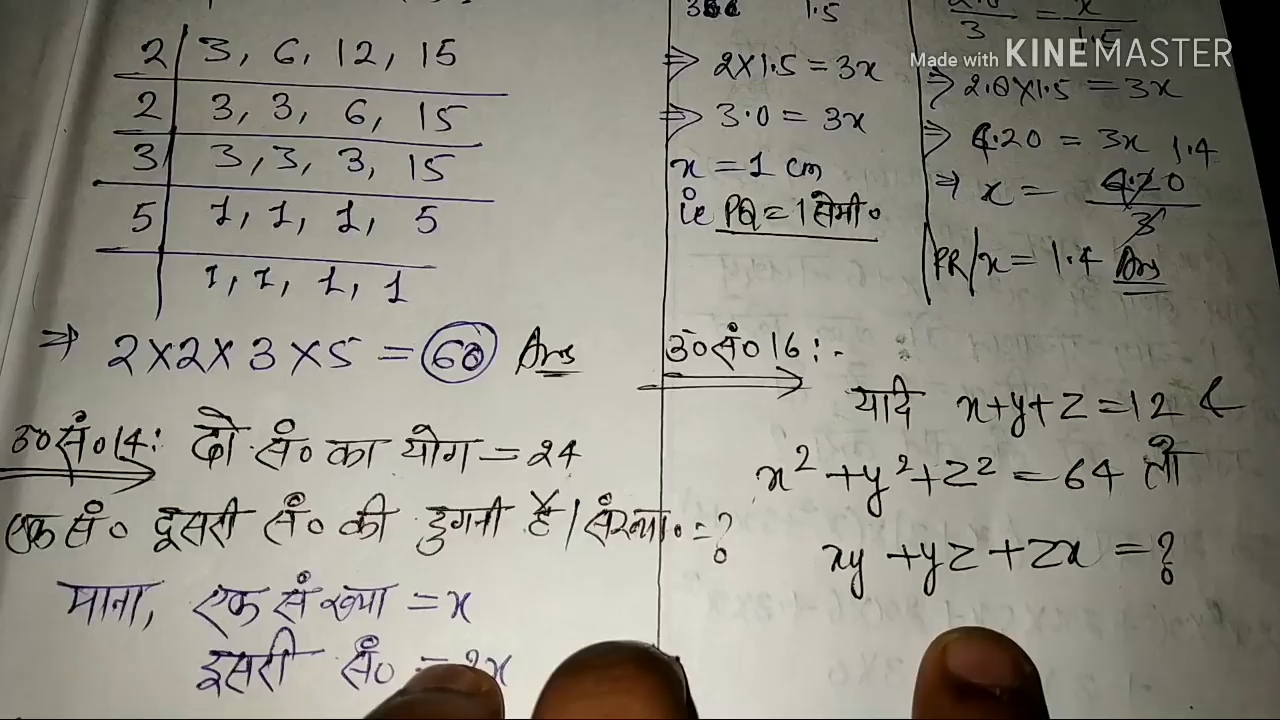 2 | 3, 6, 12, 15
2 | 3, 3, 6, 15
3 | 3, 3, 3, 15
5 | 1, 1, 1, 5
1, 1, 1, 1
⇒ 2×2×3×5 = 60 Ans
उ०सं०14: दो सं० का योग = 24
एक सं० दूसरी सं० की दुगनी है। संख्या० = ?
माना, एक संख्या = x
दूसरी सं० = 2x
1.5
⇒ 2×1.5 = 3x
⇒ 3.0 = 3x
x = 1 cm
ie PQ = 1 सेमी०
Made with KINEMASTER
⇒ 2.8×1.5 = 3x
⇒ 4.20 = 3x
⇒ x = 4.20/3 1.4
PR/x = 1.4 Ans
उ०सं०16:-
यदि x+y+z = 12 &
x²+y²+z² = 64 तो
xy+yz+zx = ?